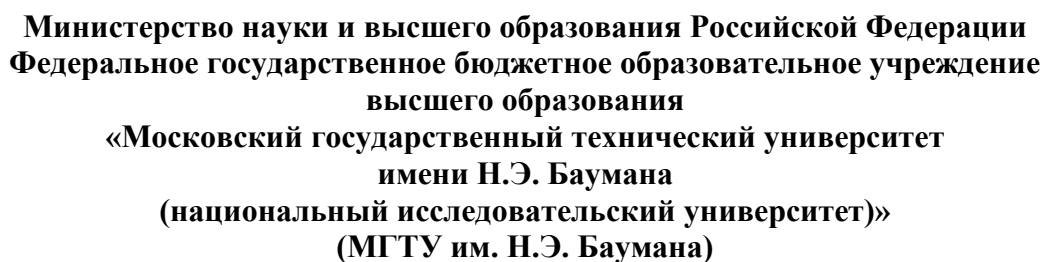 Министерство науки и высшего образования Российской Федерации
Федеральное государственное бюджетное образовательное учреждение
высшего образования
«Московский государственный технический университет
имени Н.Э. Баумана
(национальный исследовательский университет)»
(МГТУ им. Н.Э. Баумана)